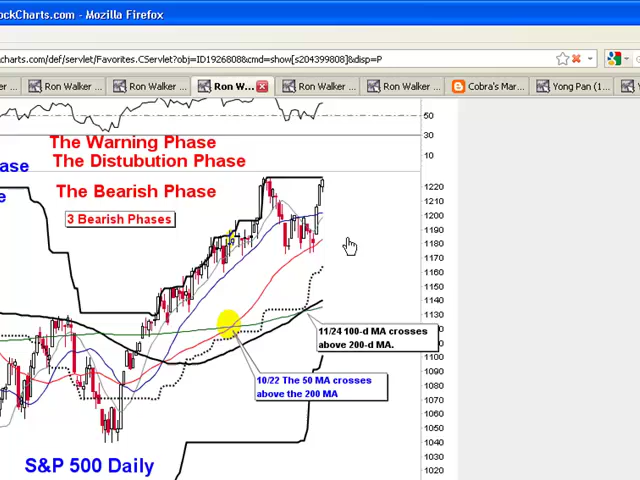 ockCharts.com - Mozilla Firefox
charts.com/def/servlet/Favorites.CServlet?obj=ID1926808&cmd=show[s204399808]&disp=P
Ron Walker ...
Ron Walker ...
Ron W...
Ron Walker ...
Cobra's Mar...
Yong Pan (1...
Ron Walker
50
30
10
The Warning Phase
The Distubution Phase
ase
The Bearish Phase
e
3 Bearish Phases
1220
1210
1200
1190
1180
1170
1160
1150
1140
1130
1120
1110
1100
1090
1080
1070
1060
1050
1040
1030
1020
11/24 100-d MA crosses
above 200-d MA.
10/22 The 50 MA crosses
above the 200 MA
S&P 500 Daily